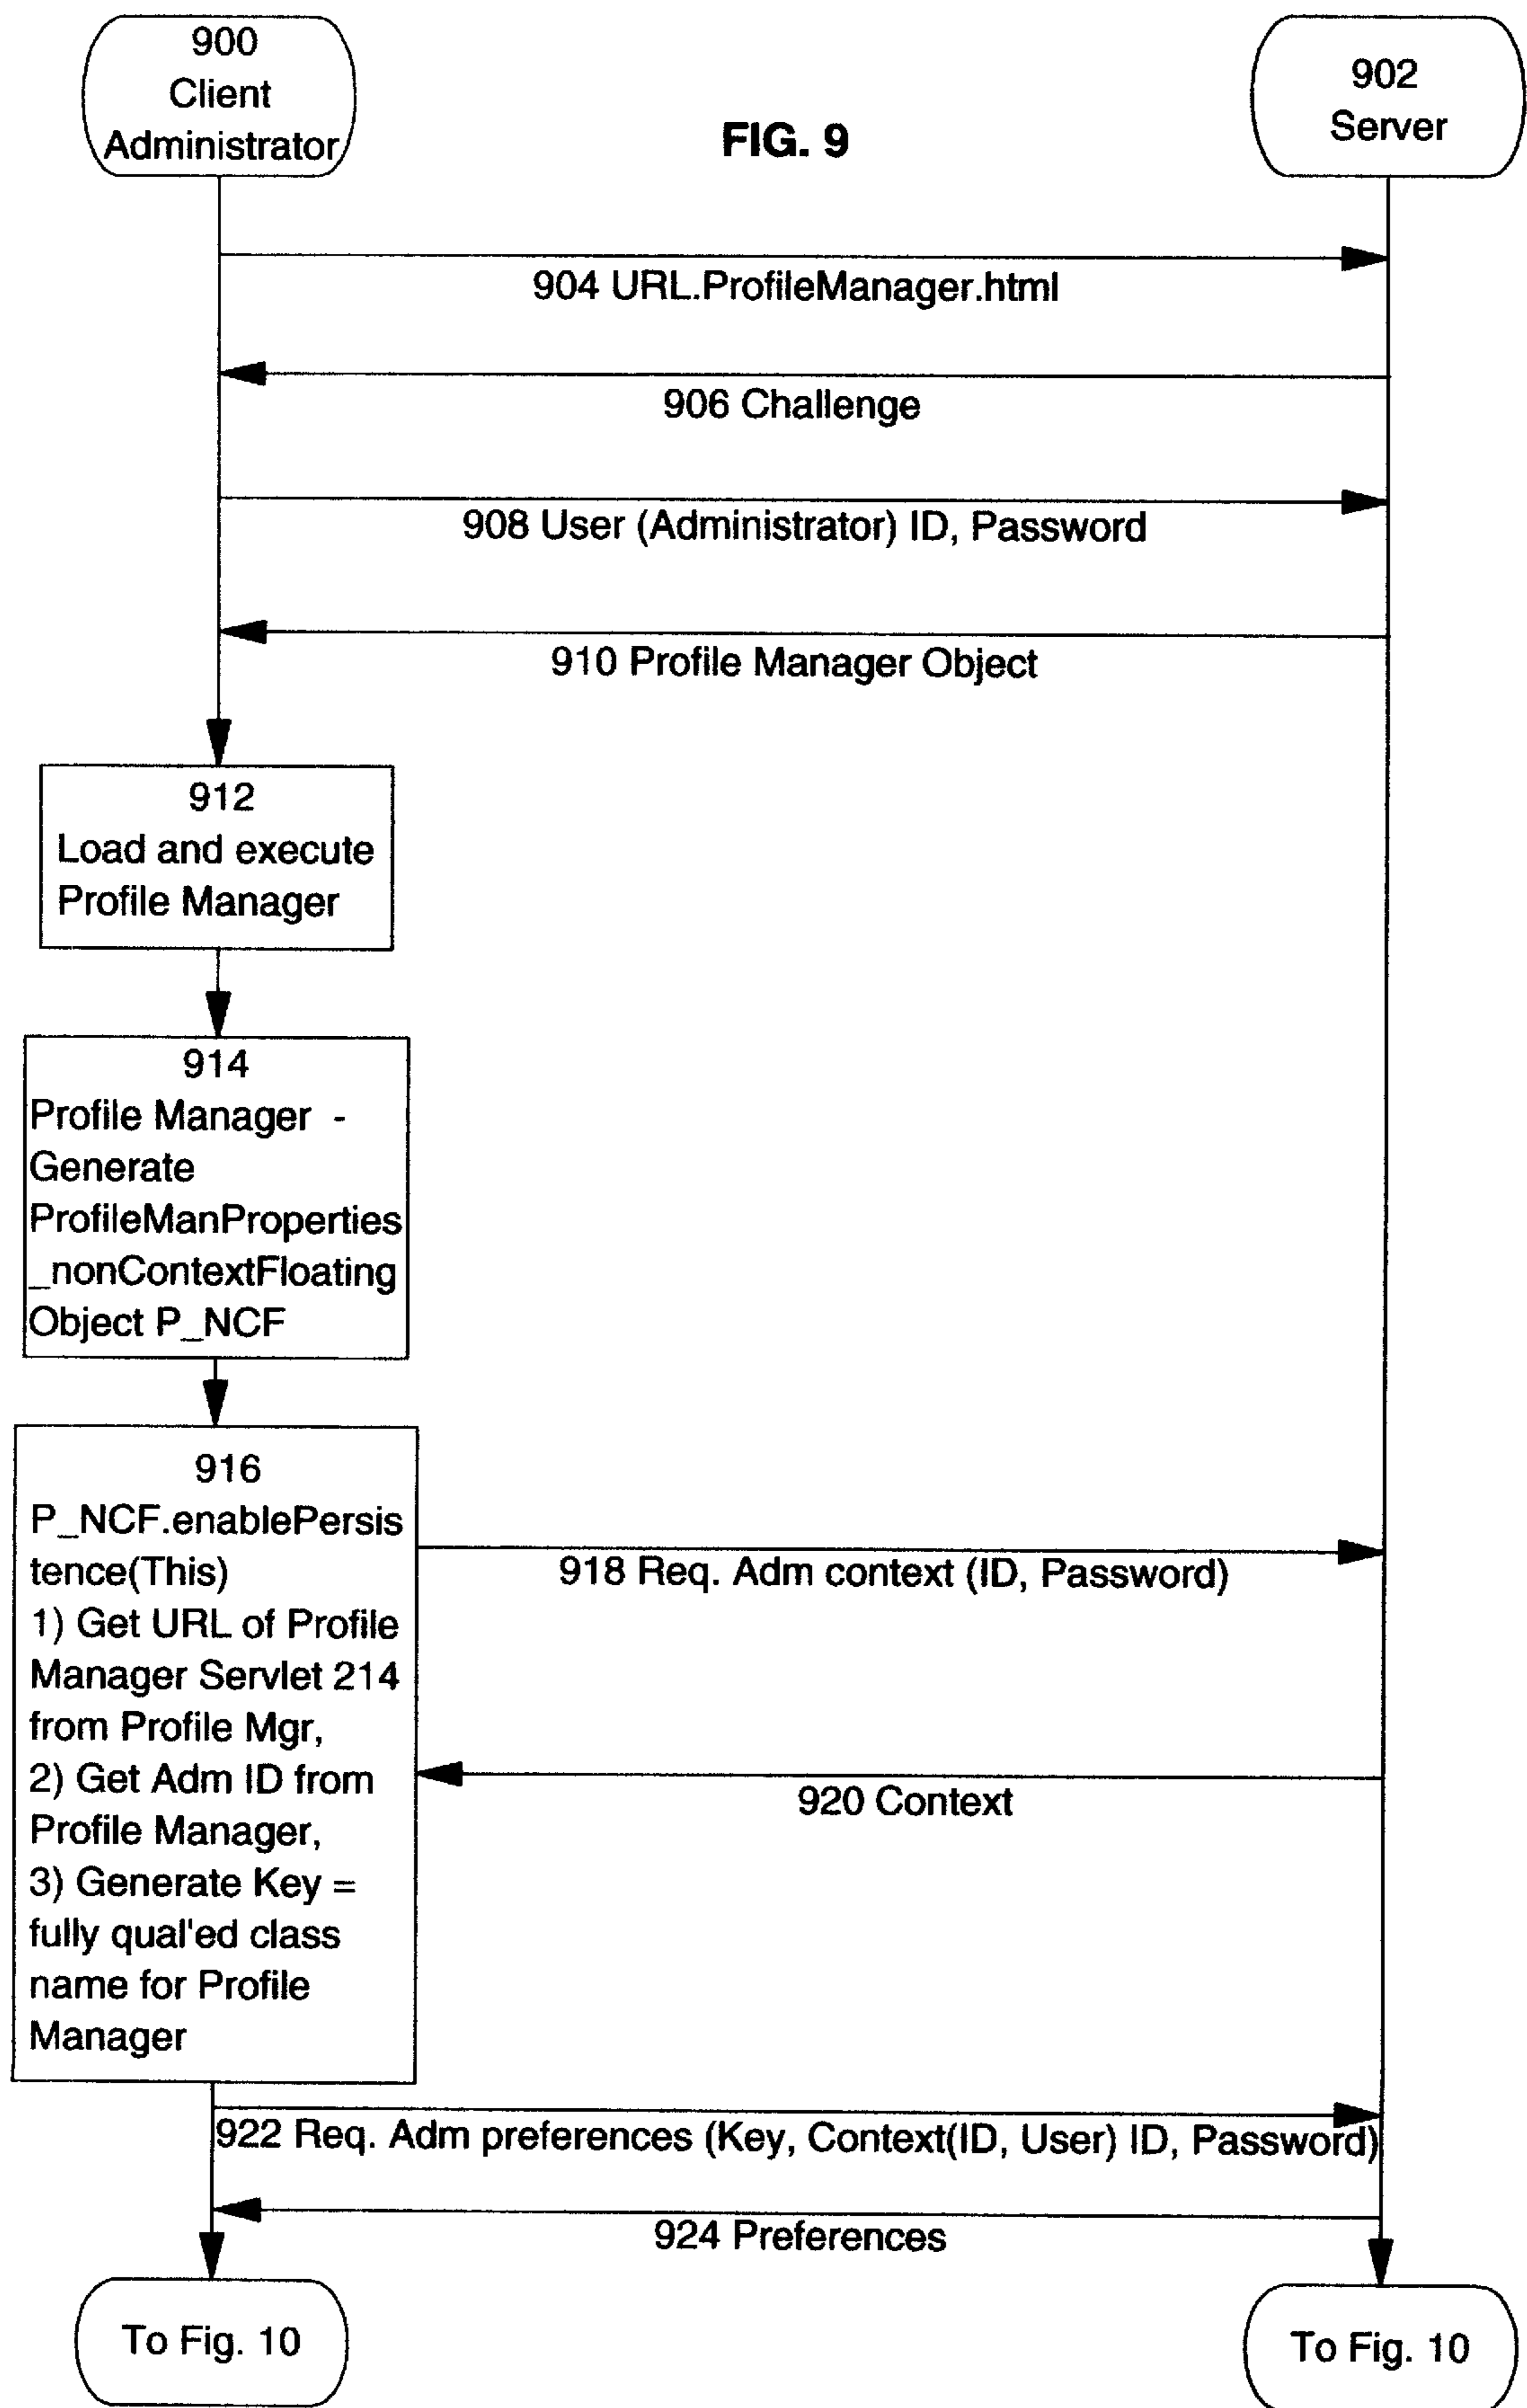 900
Client
Administrator
FIG. 9
902
Server
904 URL.ProfileManager.html
906 Challenge
908 User (Administrator) ID, Password
910 Profile Manager Object
912
Load and execute
Profile Manager
914
Profile Manager -
Generate
ProfileManProperties
_nonContextFloating
Object P_NCF
916
P_NCF.enablePersis
tence(This)
1) Get URL of Profile
Manager Servlet 214
from Profile Mgr,
2) Get Adm ID from
Profile Manager,
3) Generate Key =
fully qual'ed class
name for Profile
Manager
918 Req. Adm context (ID, Password)
920 Context
922 Req. Adm preferences (Key, Context(ID, User) ID, Password)
924 Preferences
To Fig. 10
To Fig. 10